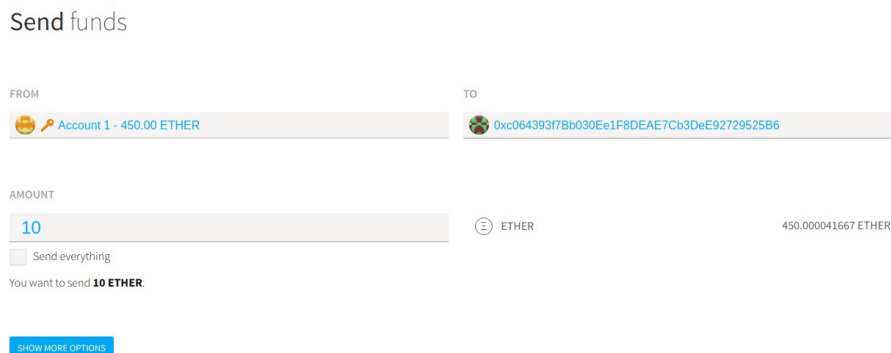 Send funds
FROM
TO
Account 1 - 450.00 ETHER
0xc064393f7Bb030Ee1F8DEAE7Cb3DeE92729525B6
AMOUNT
10
ETHER
450.000041667 ETHER
Send everything
You want to send 10 ETHER.
SHOW MORE OPTIONS